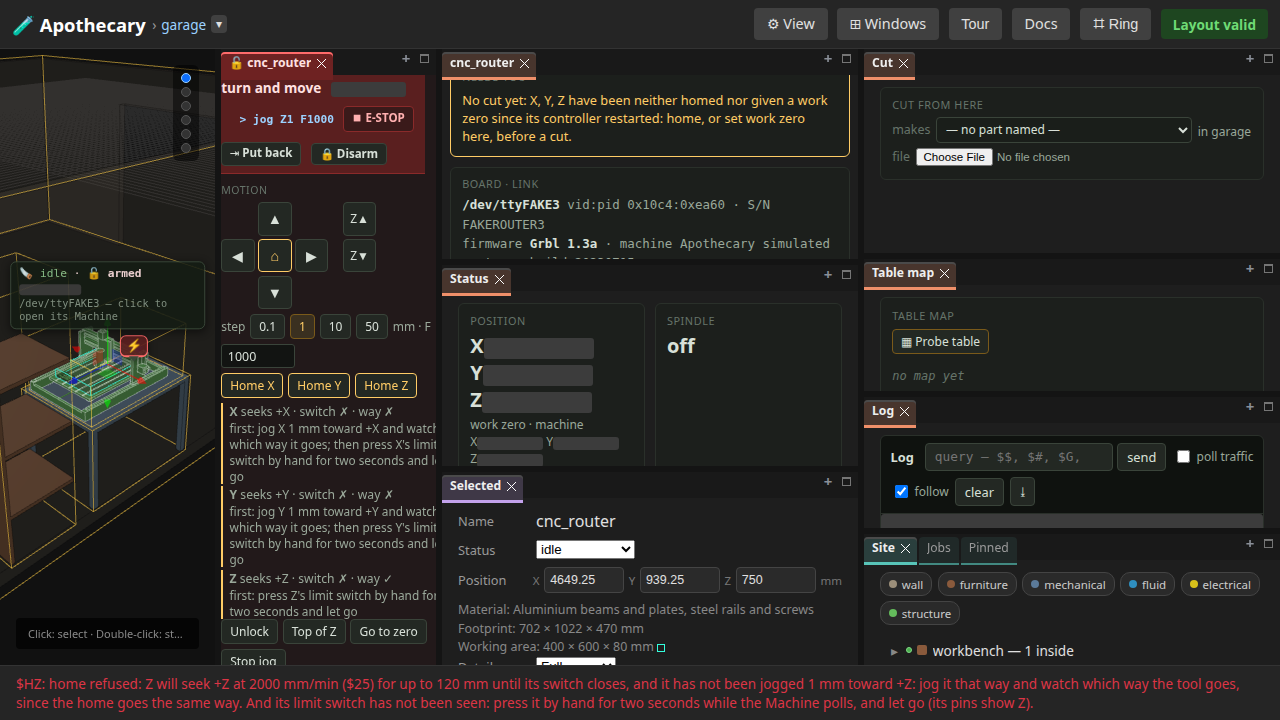 🧪 Apothecary › garage ▾
⚙ View
⊞ Windows
Tour
Docs
⌗ Ring
Layout valid
idle · 🔓 armed
/dev/ttyFAKE3 — click to
open its Machine
⚡
Click: select · Double-click: st…
🔓 cnc_router
turn and move
> jog Z1 F1000
■ E-STOP
⇥ Put back
🔒 Disarm
MOTION
▲
Z▲
◀ ⌂ ▶
Z▼
▼
step 0.1 1 10 50 mm · F
1000
Home X
Home Y
Home Z
X seeks +X · switch ✗ · way ✗
first: jog X 1 mm toward +X and watch
which way it goes; then press X's limit
switch by hand for two seconds and le
go
Y seeks +Y · switch ✗ · way ✗
first: jog Y 1 mm toward +Y and watch
which way it goes; then press Y's limit
switch by hand for two seconds and le
go
Z seeks +Z · switch ✗ · way ✓
first: press Z's limit switch by hand for
two seconds and let go
Unlock
Top of Z
Go to zero
Stop jog
cnc_router
No cut yet: X, Y, Z have been neither homed nor given a work
zero since its controller restarted: home, or set work zero
here, before a cut.
BOARD · LINK
/dev/ttyFAKE3 vid:pid 0x10c4:0xea60 · S/N
FAKEROUTER3
firmware Grbl 1.3a · machine Apothecary simulated
Status
POSITION
X
Y
Z
work zero · machine
X Y
Z
SPINDLE
off
Selected
Name cnc_router
Status idle
Position X 4649.25 Y 939.25 Z 750 mm
Material: Aluminium beams and plates, steel rails and screws
Footprint: 702 × 1022 × 470 mm
Working area: 400 × 600 × 80 mm
Cut
CUT FROM HERE
makes — no part named — in garage
file Choose File No file chosen
Table map
TABLE MAP
▦ Probe table
no map yet
Log
Log query — $$, $#, $G, send poll traffic
follow clear ⤓
Site
Jobs
Pinned
wall
furniture
mechanical
fluid
electrical
structure
▸ workbench — 1 inside
$HZ: home refused: Z will seek +Z at 2000 mm/min ($25) for up to 120 mm until its switch closes, and it has not been jogged 1 mm toward +Z: jog it that way and watch which way the tool goes,
since the home goes the same way. And its limit switch has not been seen: press it by hand for two seconds while the Machine polls, and let go (its pins show Z).